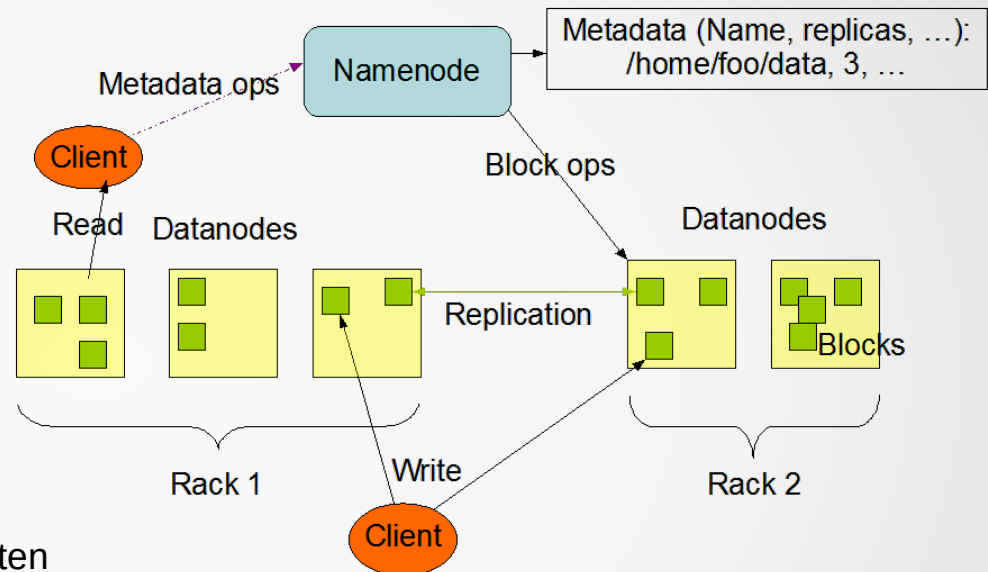 Metadata (Name, replicas, …):
/home/foo/data, 3, …
Namenode
Metadata ops
Client
Block ops
Read
Datanodes
Datanodes
Replication
Blocks
Rack 1
Write
Rack 2
Client
ten